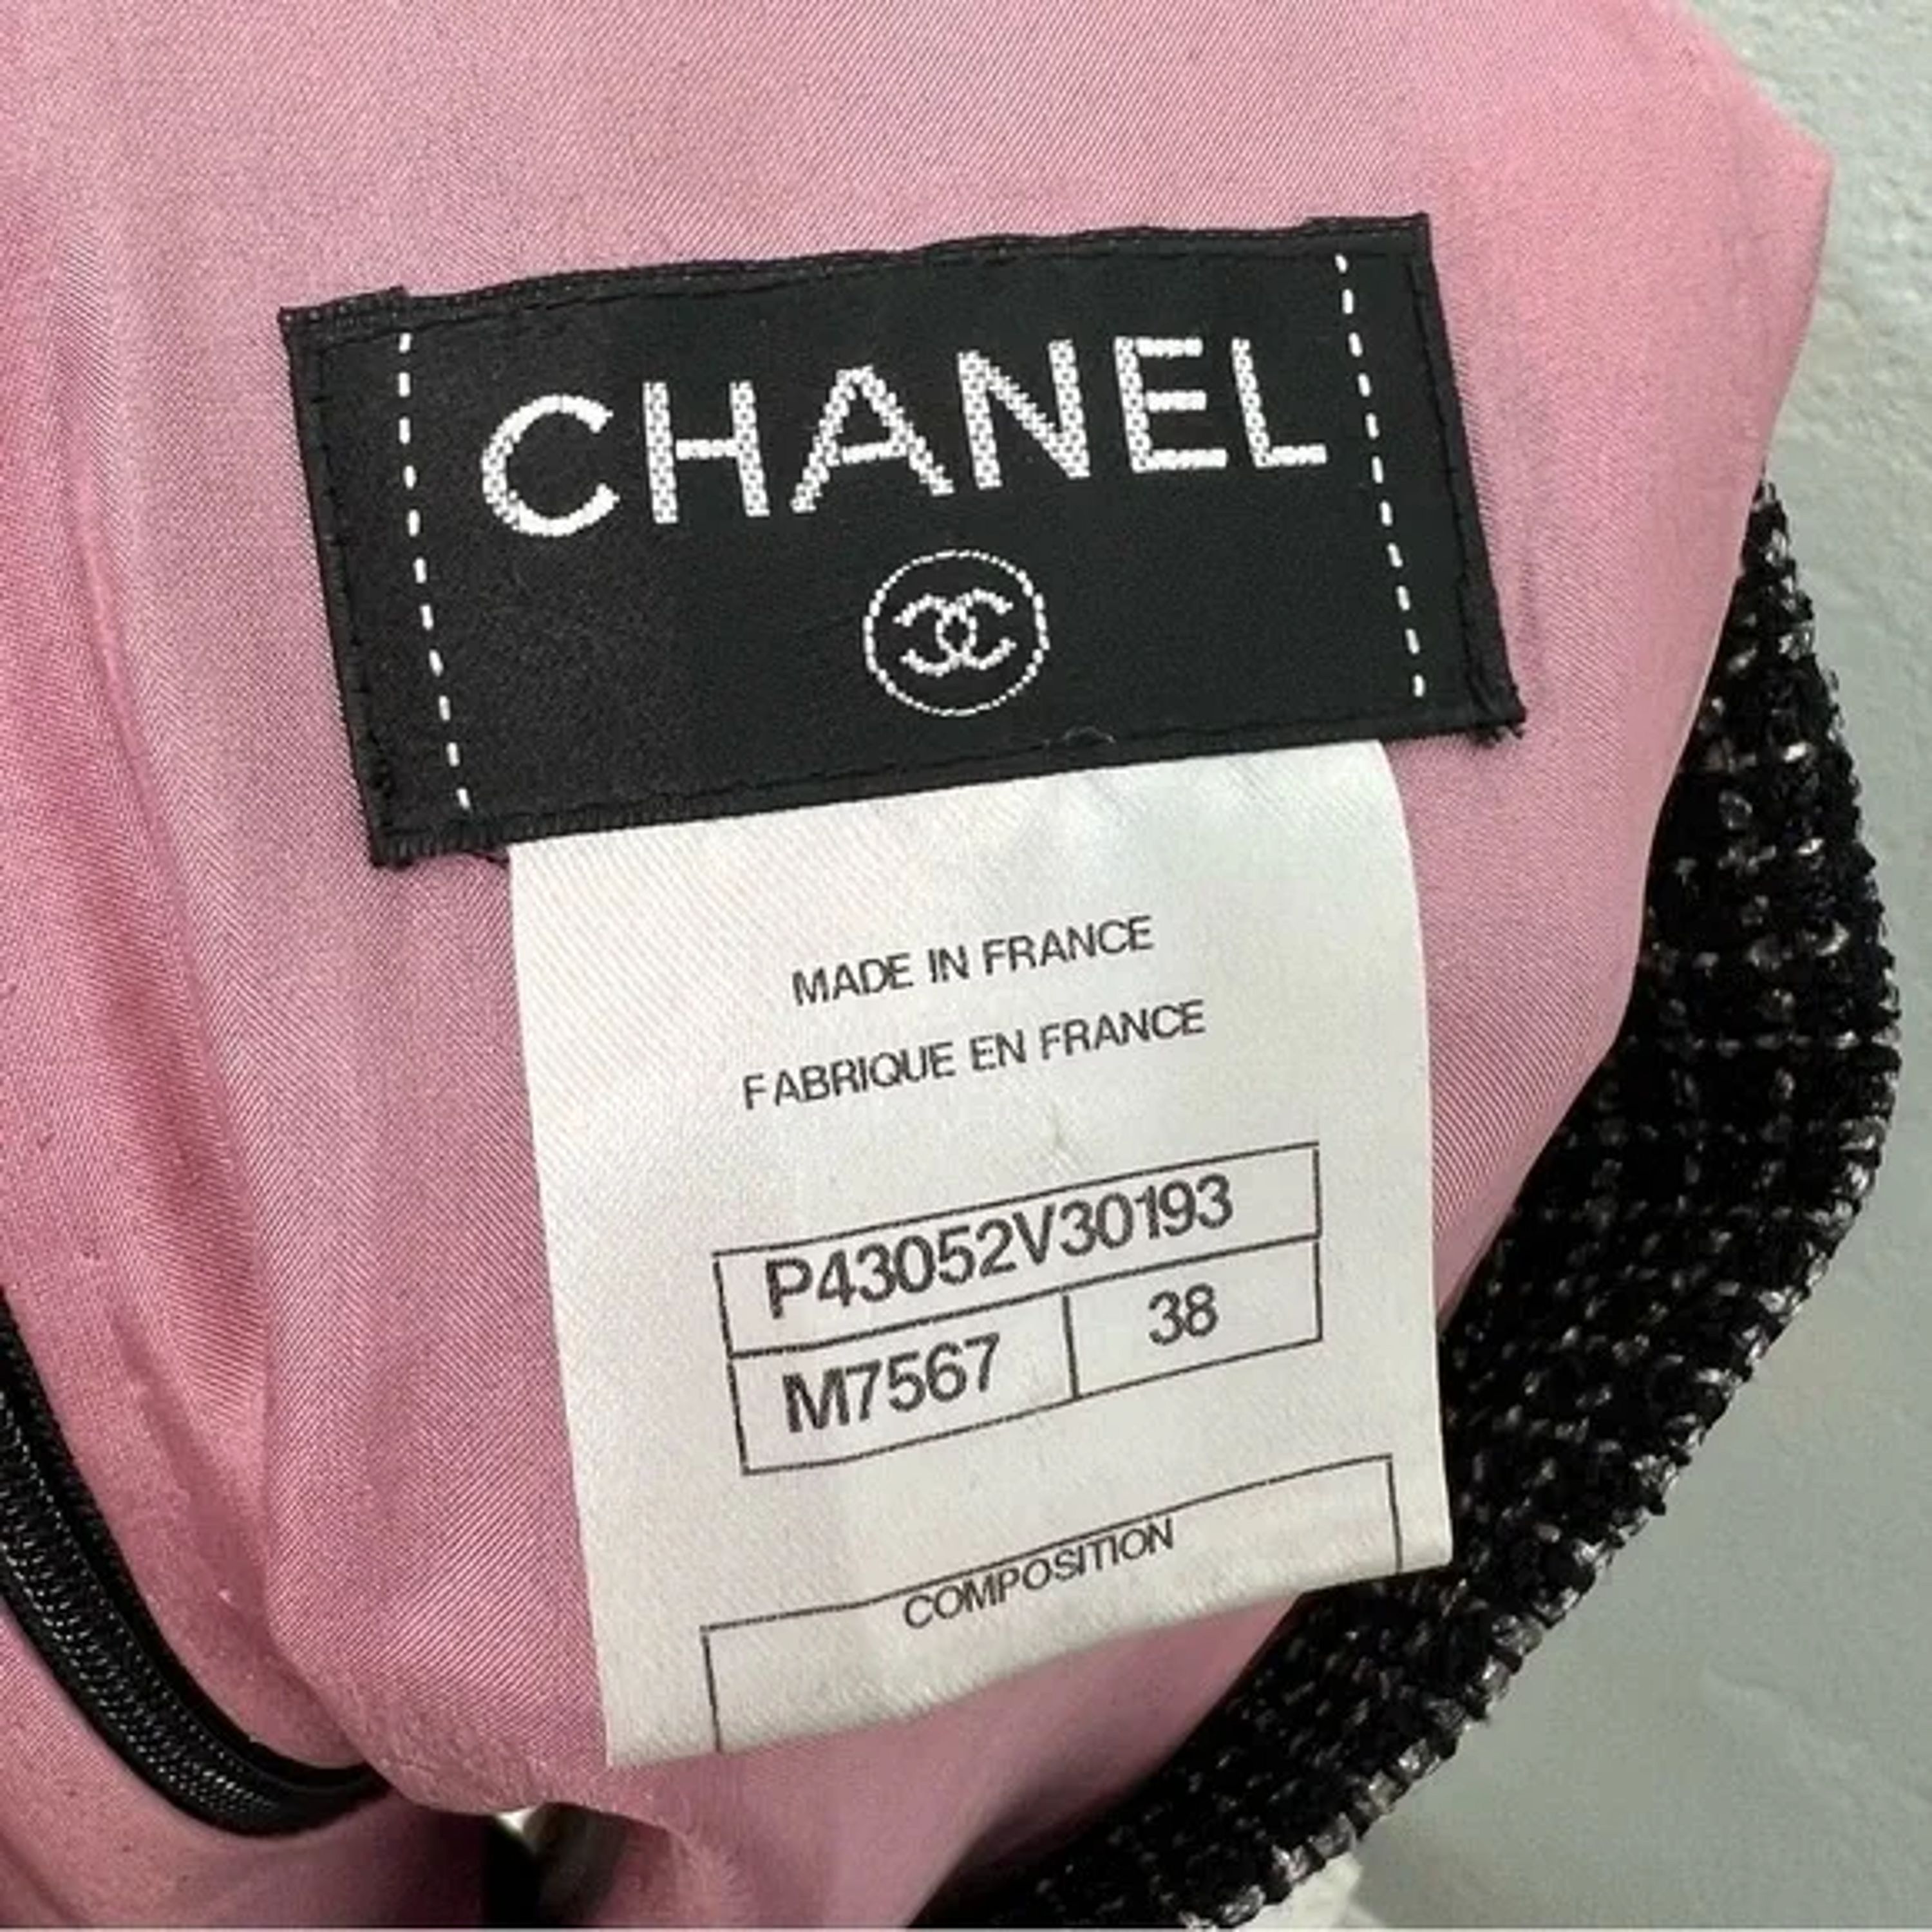 CHANEL
MADE IN FRANCE
FABRIQUE EN FRANCE
P43052V30193
M7567 38
COMPOSITION